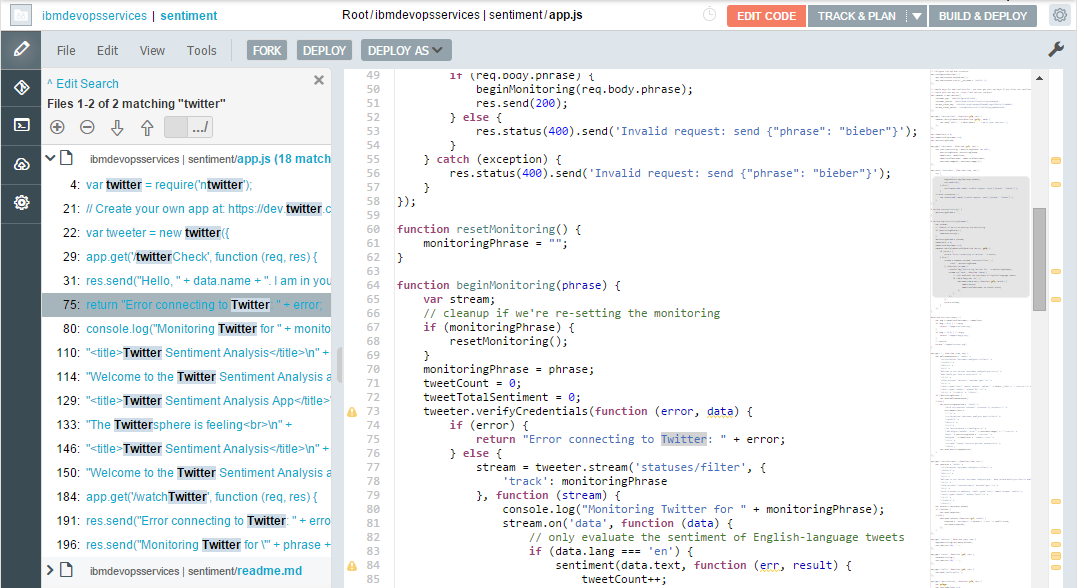 ibmdevopsservices | sentiment
Root / ibmdevopsservices | sentiment / app.js
EDIT CODE
TRACK & PLAN
BUILD & DEPLOY
File Edit View Tools
FORK DEPLOY DEPLOY AS
^ Edit Search
Files 1-2 of 2 matching "twitter"
.../
ibmdevopsservices | sentiment/app.js (18 match
4: var twitter = require('ntwitter');
21: // Create your own app at: https://dev.twitter.c
22: var tweeter = new twitter({
29: app.get('/twitterCheck', function (req, res) {
31: res.send("Hello, " + data.name + ". I am in you
75: return "Error connecting to Twitter: " + error;
80: console.log("Monitoring Twitter for " + monito
110: "<title>Twitter Sentiment Analysis</title>\n" +
114: "Welcome to the Twitter Sentiment Analysis a
129: "<title>Twitter Sentiment Analysis App</title>
133: "The Twittersphere is feeling<br>\n" +
146: "<title>Twitter Sentiment Analysis</title>\n" +
150: "Welcome to the Twitter Sentiment Analysis a
184: app.get('/watchTwitter', function (req, res) {
191: res.send("Error connecting to Twitter: " + erro
196: res.send("Monitoring Twitter for \"" + phrase +
ibmdevopsservices | sentiment/readme.md
49 if (req.body.phrase) {
50 beginMonitoring(req.body.phrase);
51 res.send(200);
52 } else {
53 res.status(400).send('Invalid request: send {"phrase": "bieber"}');
54 }
55 } catch (exception) {
56 res.status(400).send('Invalid request: send {"phrase": "bieber"}');
57 }
58 });
59
60 function resetMonitoring() {
61 monitoringPhrase = "";
62 }
63
64 function beginMonitoring(phrase) {
65 var stream;
66 // cleanup if we're re-setting the monitoring
67 if (monitoringPhrase) {
68 resetMonitoring();
69 }
70 monitoringPhrase = phrase;
71 tweetCount = 0;
72 tweetTotalSentiment = 0;
73 tweeter.verifyCredentials(function (error, data) {
74 if (error) {
75 return "Error connecting to Twitter: " + error;
76 } else {
77 stream = tweeter.stream('statuses/filter', {
78 'track': monitoringPhrase
79 }, function (stream) {
80 console.log("Monitoring Twitter for " + monitoringPhrase);
81 stream.on('data', function (data) {
82 // only evaluate the sentiment of English-language tweets
83 if (data.lang === 'en') {
84 sentiment(data.text, function (err, result) {
85 tweetCount++;